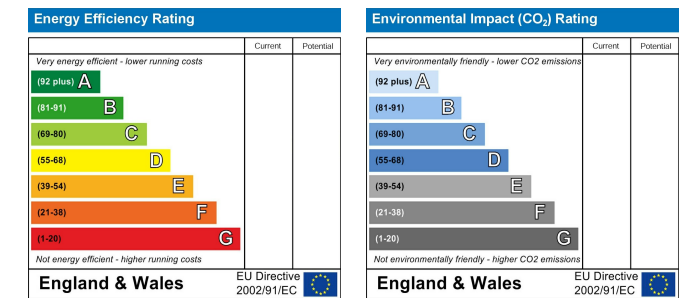 Energy Efficiency Rating
Current Potential
Very energy efficient - lower running costs
(92 plus) A
(81-91) B
(69-80) C
(55-68) D
(39-54) E
(21-38) F
(1-20) G
Not energy efficient - higher running costs
England & Wales
EU Directive
2002/91/EC
Environmental Impact (CO₂) Rating
Current Potential
Very environmentally friendly - lower CO2 emissions
(92 plus) A
(81-91) B
(69-80) C
(55-68) D
(39-54) E
(21-38) F
(1-20) G
Not environmentally friendly - higher CO2 emissions
England & Wales
EU Directive
2002/91/EC